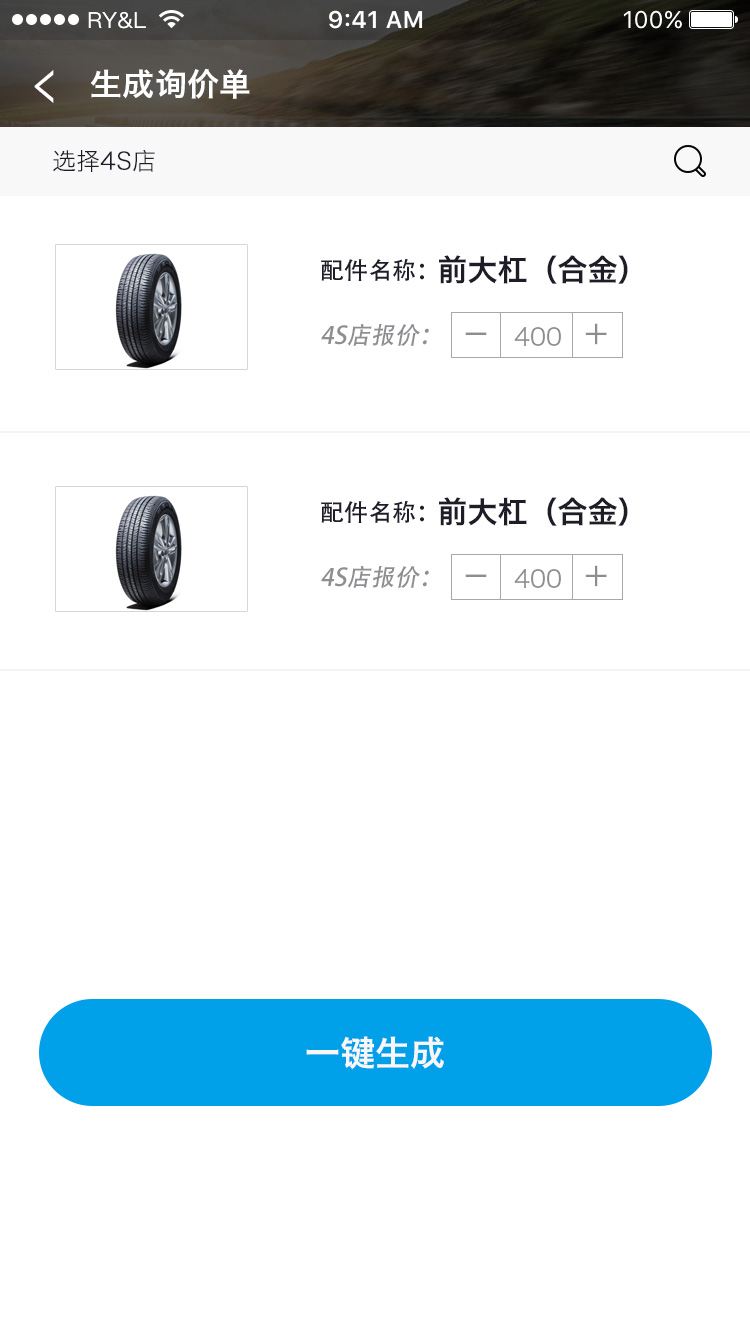 RY&L 9:41 AM 100%
生成询价单
选择4S店
配件名称：前大杠（合金）
4S店报价： — 400 +
配件名称：前大杠（合金）
4S店报价： — 400 +
一键生成